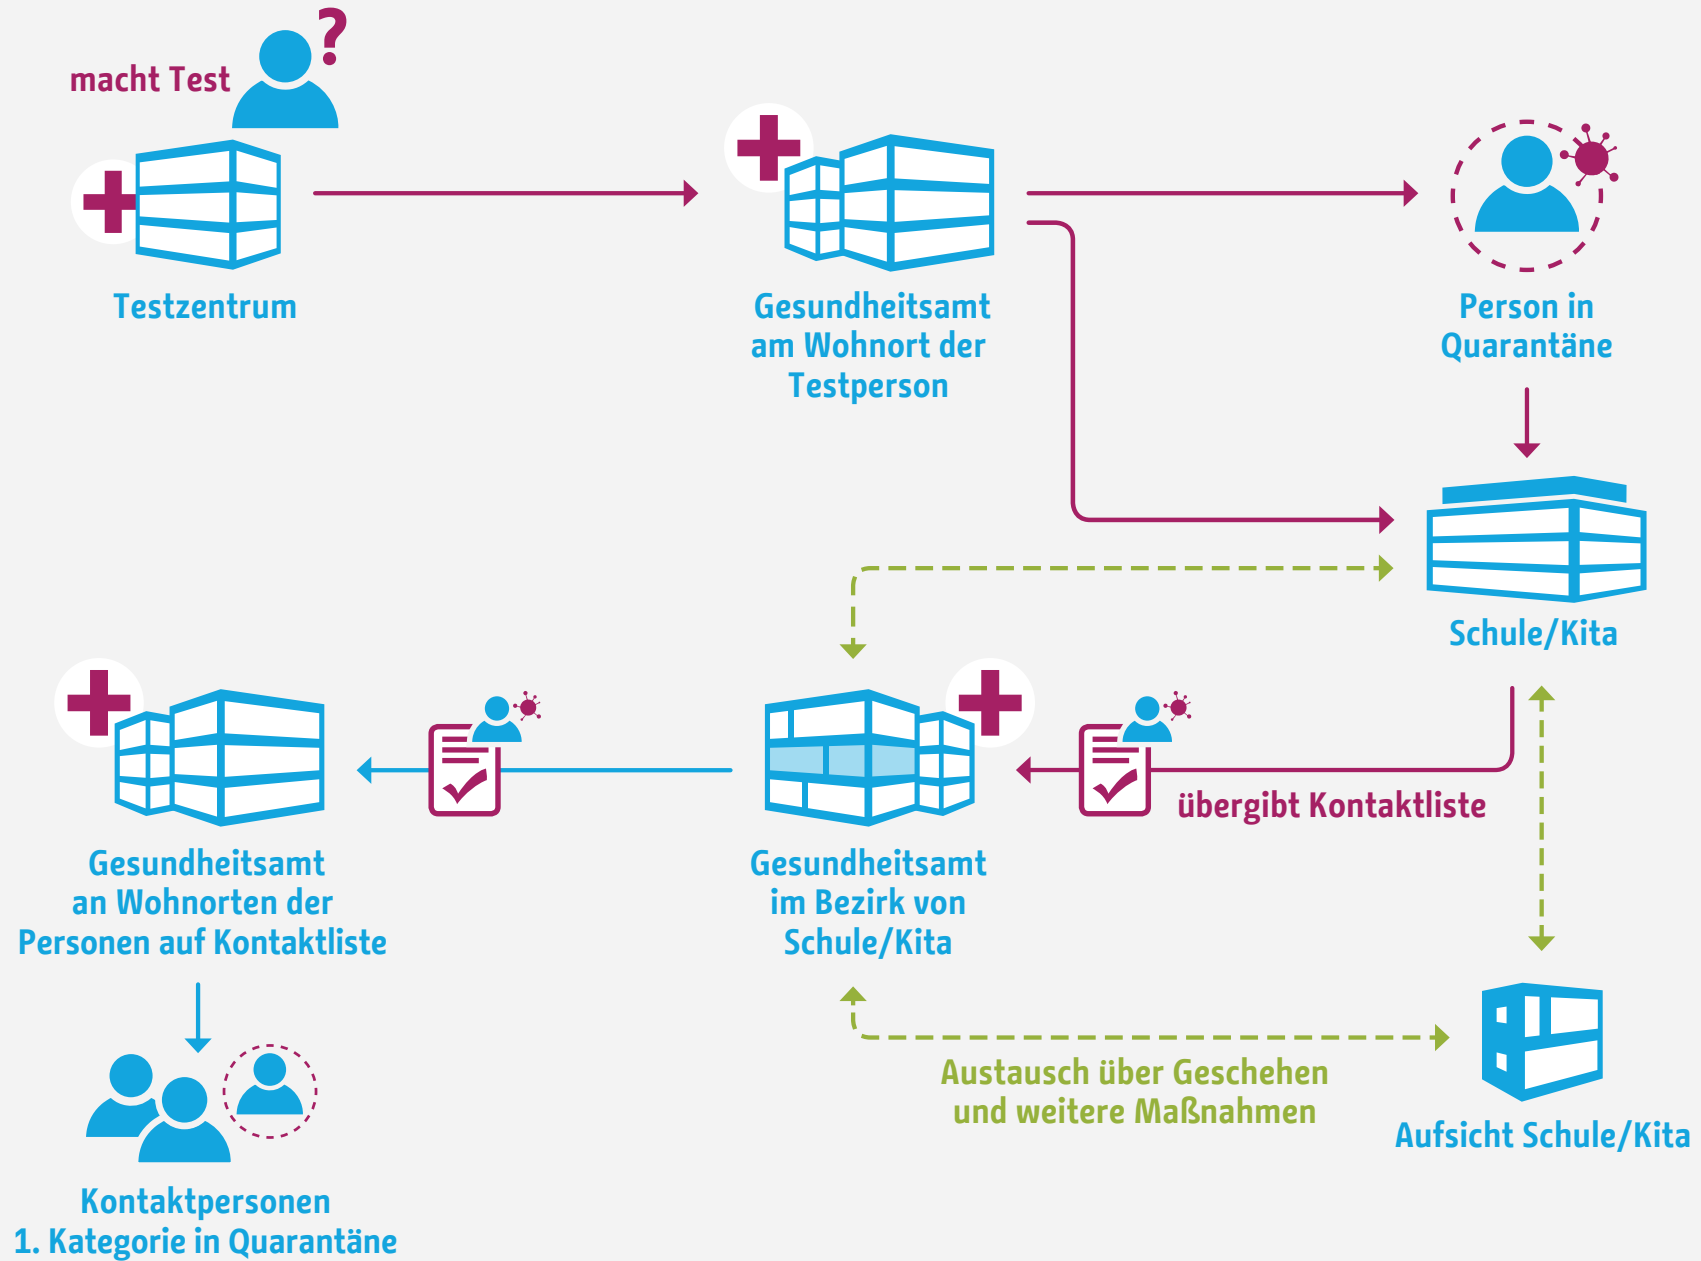 ?
macht Test
Testzentrum
Gesundheitsamt
am Wohnort der
Testperson
Person in
Quarantäne
Schule/Kita
übergibt Kontaktliste
Gesundheitsamt
im Bezirk von
Schule/Kita
Gesundheitsamt
an Wohnorten der
Personen auf Kontaktliste
Austausch über Geschehen
und weitere Maßnahmen
Aufsicht Schule/Kita
Kontaktpersonen
1. Kategorie in Quarantäne